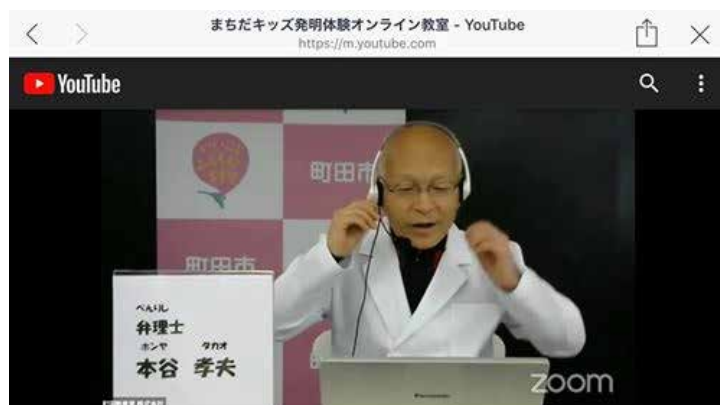 まちだキッズ発明体験オンライン教室 - YouTube
https://m.youtube.com
YouTube
町田市
町田市
べんりし
弁理士
ホンヤ タカオ
本谷 孝夫
zoom